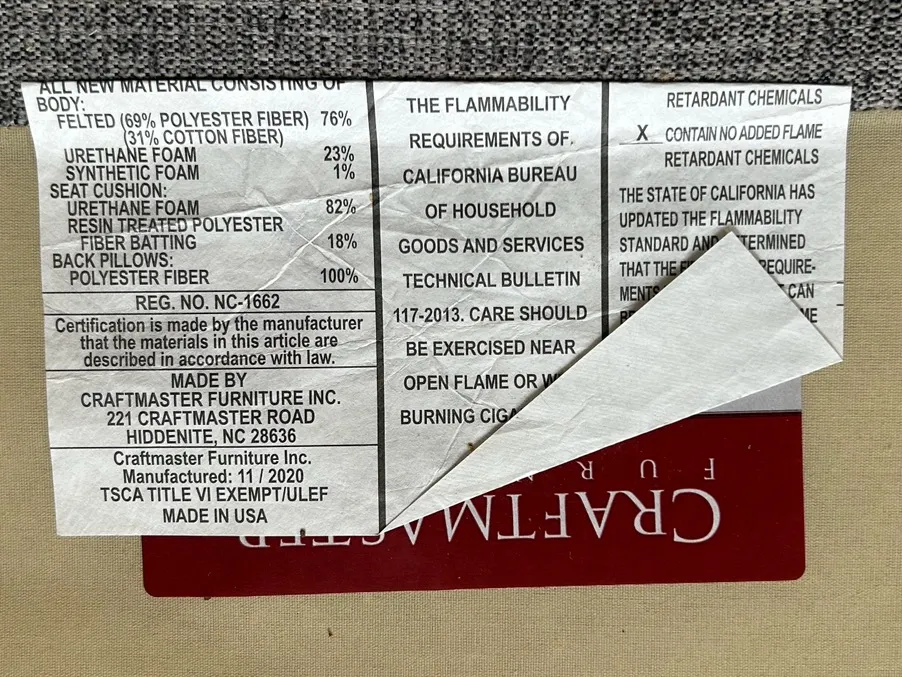 ALL NEW MATERIAL CONSISTING OF
BODY:
FELTED (69% POLYESTER FIBER) 76%
(31% COTTON FIBER)
URETHANE FOAM 23%
SYNTHETIC FOAM 1%
SEAT CUSHION:
URETHANE FOAM 82%
RESIN TREATED POLYESTER
FIBER BATTING 18%
BACK PILLOWS:
POLYESTER FIBER 100%
REG. NO. NC-1662
Certification is made by the manufacturer
that the materials in this article are
described in accordance with law.
MADE BY
CRAFTMASTER FURNITURE INC.
221 CRAFTMASTER ROAD
HIDDENITE, NC 28636
Craftmaster Furniture Inc.
Manufactured: 11 / 2020
TSCA TITLE VI EXEMPT/ULEF
MADE IN USA
THE FLAMMABILITY
REQUIREMENTS OF
CALIFORNIA BUREAU
OF HOUSEHOLD
GOODS AND SERVICES
TECHNICAL BULLETIN
117-2013. CARE SHOULD
BE EXERCISED NEAR
OPEN FLAME OR
BURNING
RETARDANT CHEMICALS
X CONTAIN NO ADDED FLAME
RETARDANT CHEMICALS
THE STATE OF CALIFORNIA HAS
UPDATED THE FLAMMABILITY
STANDARD AND
THAT THE
CAN
CRAFTMASTER